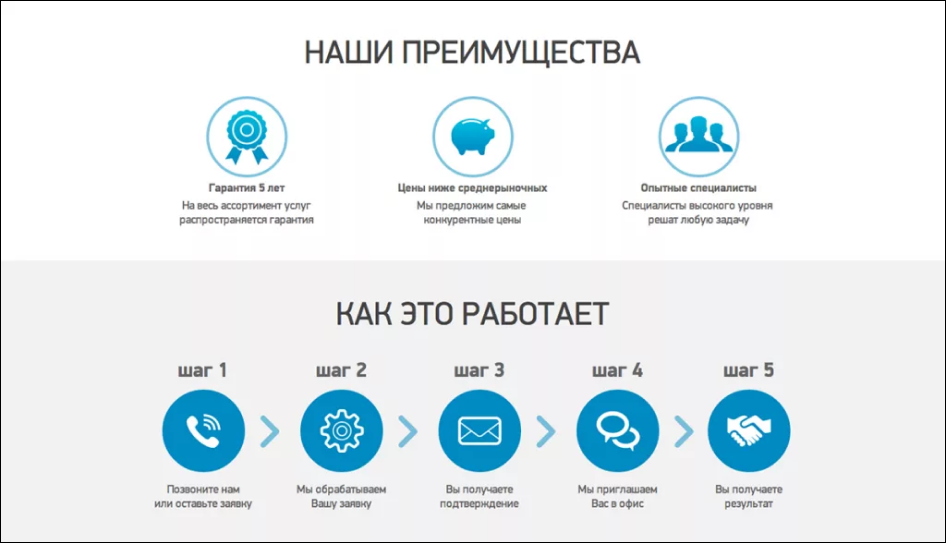 НАШИ ПРЕИМУЩЕСТВА
Гарантия 5 лет
На весь ассортимент услуг
распространяется гарантия
Цены ниже среднерыночных
Мы предложим самые
конкурентные цены
Опытные специалисты
Специалисты высокого уровня
решат любую задачу
КАК ЭТО РАБОТАЕТ
шаг 1
Позвоните нам
или оставьте заявку
шаг 2
Мы обрабатываем
Вашу заявку
шаг 3
Вы получаете
подтверждение
шаг 4
Мы приглашаем
Вас в офис
шаг 5
Вы получаете
результат